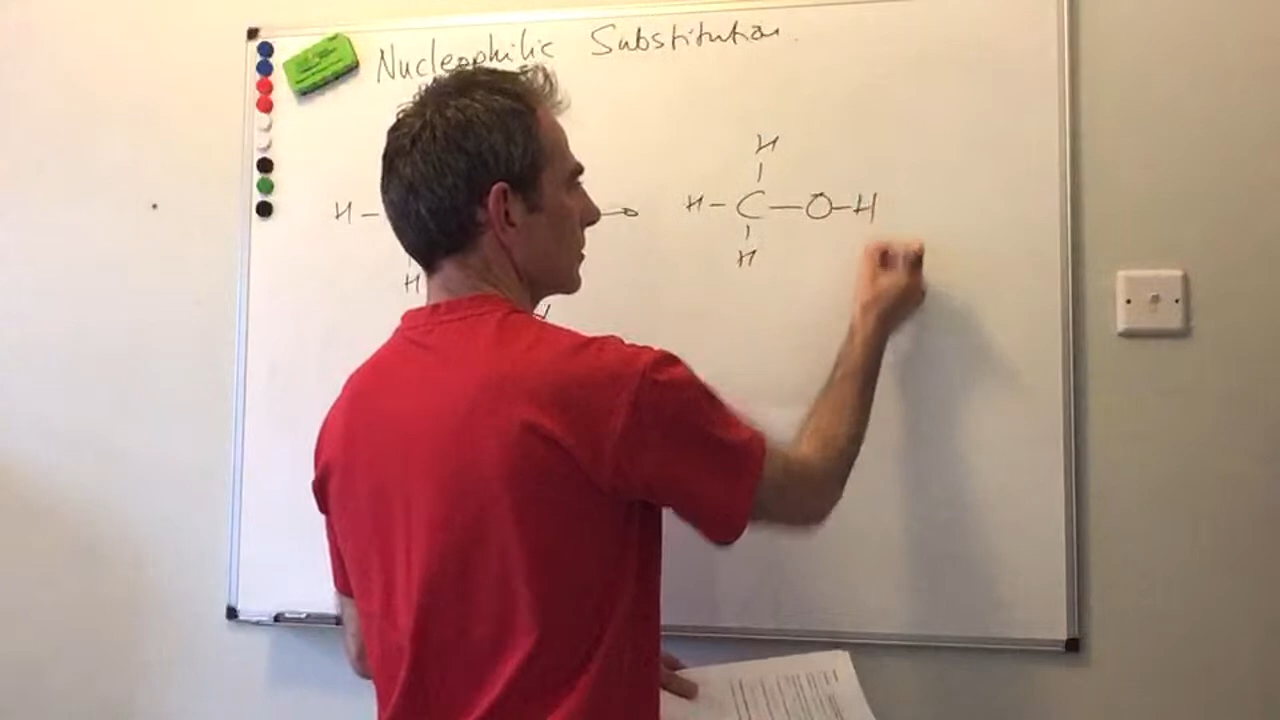 Nucleophilic Substitution.
H
H – H – C – O – H
H H